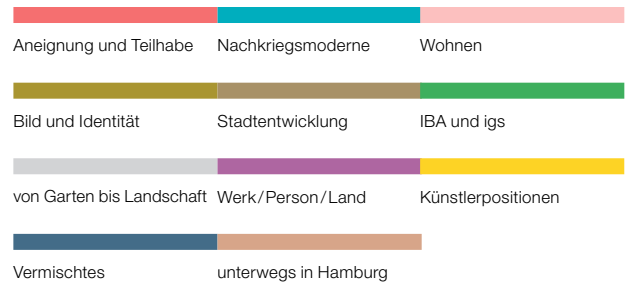 Aneignung und Teilhabe
Nachkriegsmoderne
Wohnen
Bild und Identität
Stadtentwicklung
IBA und igs
von Garten bis Landschaft
Werk/Person/Land
Künstlerpositionen
Vermischtes
unterwegs in Hamburg